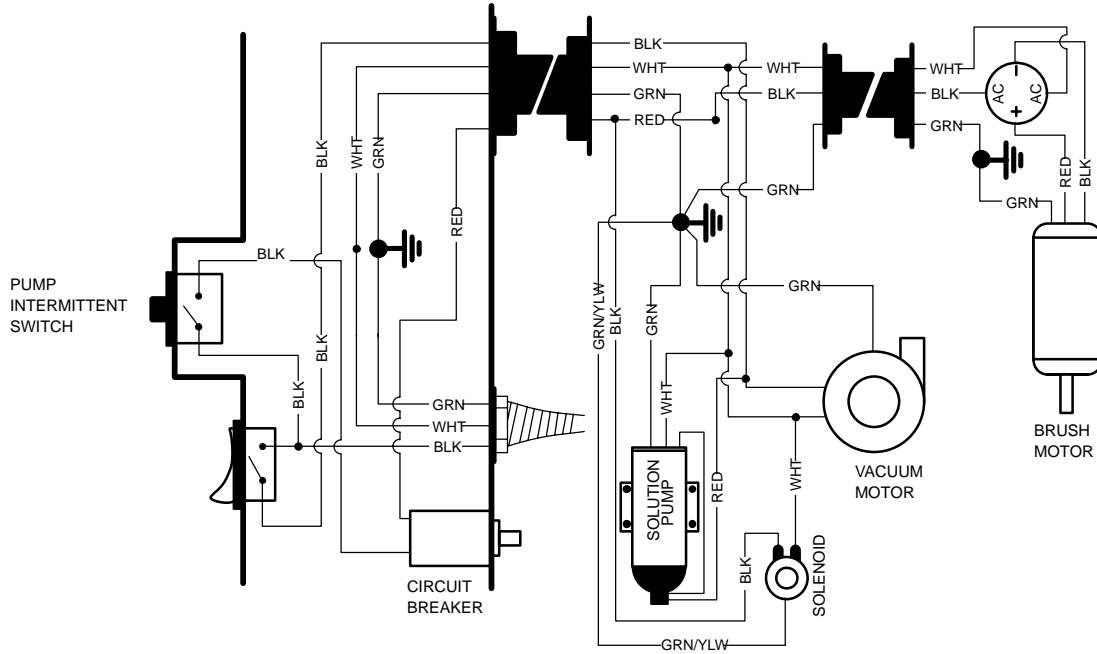 BLK
WHT
GRN
RED
WHT
BLK
WHT
BLK
GRN
AC
AC
−
+
BLK
WHT
GRN
RED
BLK
GRN
RED
BLK
GRN
BLK
PUMP
INTERMITTENT
SWITCH
GRN/YLW
BLK
GRN
GRN
BLK
BLK
WHT
GRN
WHT
BLK
BRUSH
MOTOR
VACUUM
MOTOR
SOLUTION
PUMP
RED
WHT
BLK
SOLENOID
CIRCUIT
BREAKER
GRN/YLW